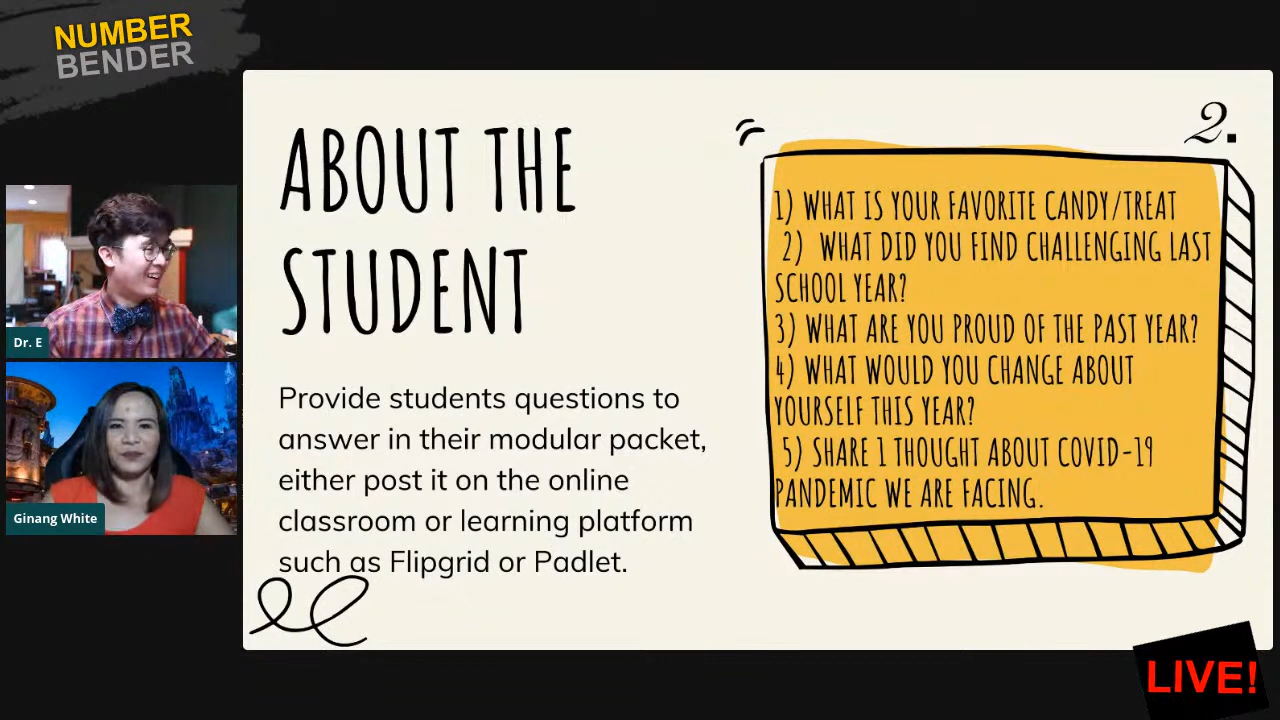 NUMBER
BENDER
ABOUT THE
STUDENT
Provide students questions to
answer in their modular packet,
either post it on the online
classroom or learning platform
such as Flipgrid or Padlet.
2.
1) WHAT IS YOUR FAVORITE CANDY/TREAT
2) WHAT DID YOU FIND CHALLENGING LAST
SCHOOL YEAR?
3) WHAT ARE YOU PROUD OF THE PAST YEAR?
4) WHAT WOULD YOU CHANGE ABOUT
YOURSELF THIS YEAR?
5) SHARE 1 THOUGHT ABOUT COVID-19
PANDEMIC WE ARE FACING.
Dr. E
Ginang White
LIVE!